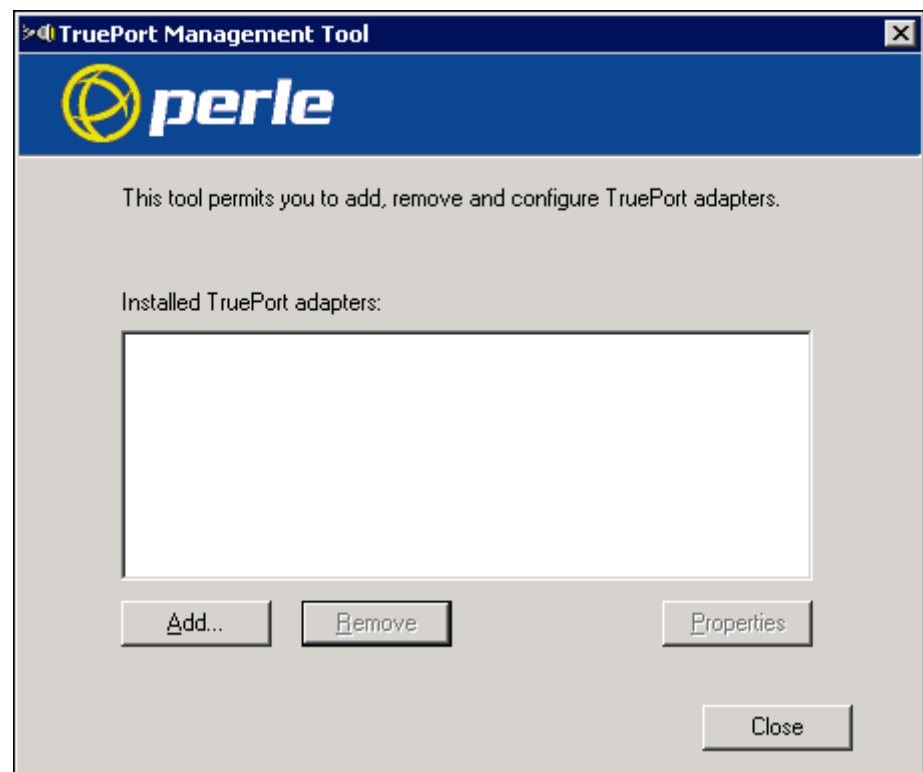 TruePort Management Tool
perle
This tool permits you to add, remove and configure TruePort adapters.
Installed TruePort adapters:
Add... Remove Properties
Close